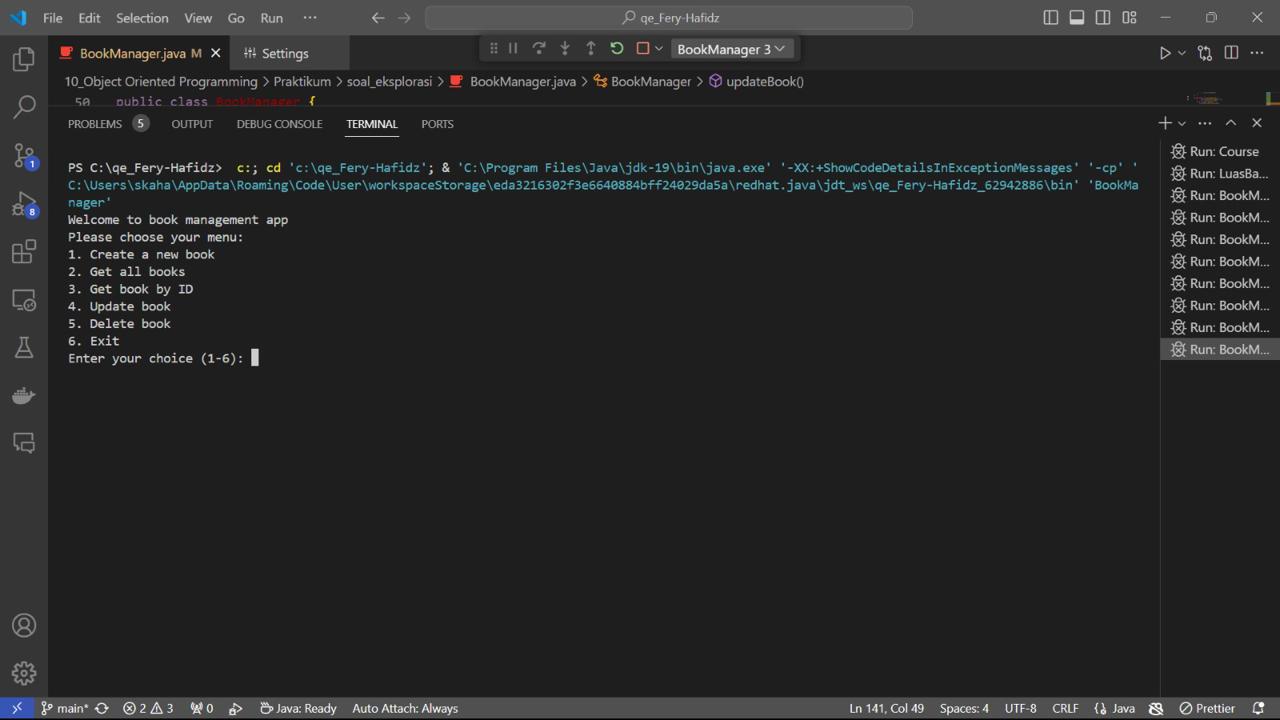 File Edit Selection View Go Run ··· qe_Fery-Hafidz
BookManager.java M Settings BookManager 3
10_Object Oriented Programming > Praktikum > soal_eksplorasi > BookManager.java > BookManager > updateBook()
50 public class BookManager {
PROBLEMS 5 OUTPUT DEBUG CONSOLE TERMINAL PORTS
PS C:\qe_Fery-Hafidz> c:; cd 'c:\qe_Fery-Hafidz'; & 'C:\Program Files\Java\jdk-19\bin\java.exe' '-XX:+ShowCodeDetailsInExceptionMessages' '-cp' '
C:\Users\skaha\AppData\Roaming\Code\User\workspaceStorage\eda3216302f3e6640884bff24029da5a\redhat.java\jdt_ws\qe_Fery-Hafidz_62942886\bin' 'BookMa
nager'
Welcome to book management app
Please choose your menu:
1. Create a new book
2. Get all books
3. Get book by ID
4. Update book
5. Delete book
6. Exit
Enter your choice (1-6):
Run: Course
Run: LuasBa...
Run: BookM...
Run: BookM...
Run: BookM...
Run: BookM...
Run: BookM...
Run: BookM...
Run: BookM...
Run: BookM...
1
8
main* 2 3 0 Java: Ready Auto Attach: Always Ln 141, Col 49 Spaces: 4 UTF-8 CRLF Java Prettier